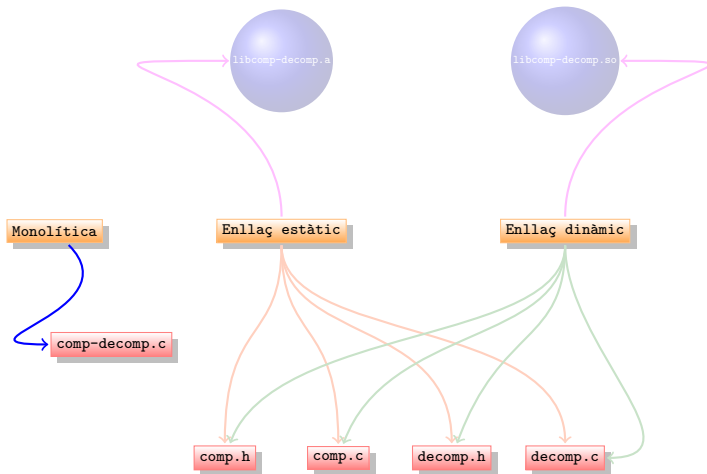 libcomp-decomp.a
libcomp-decomp.so
Monolítica
Enllaç estàtic
Enllaç dinàmic
comp-decomp.c
comp.h
comp.c
decomp.h
decomp.c